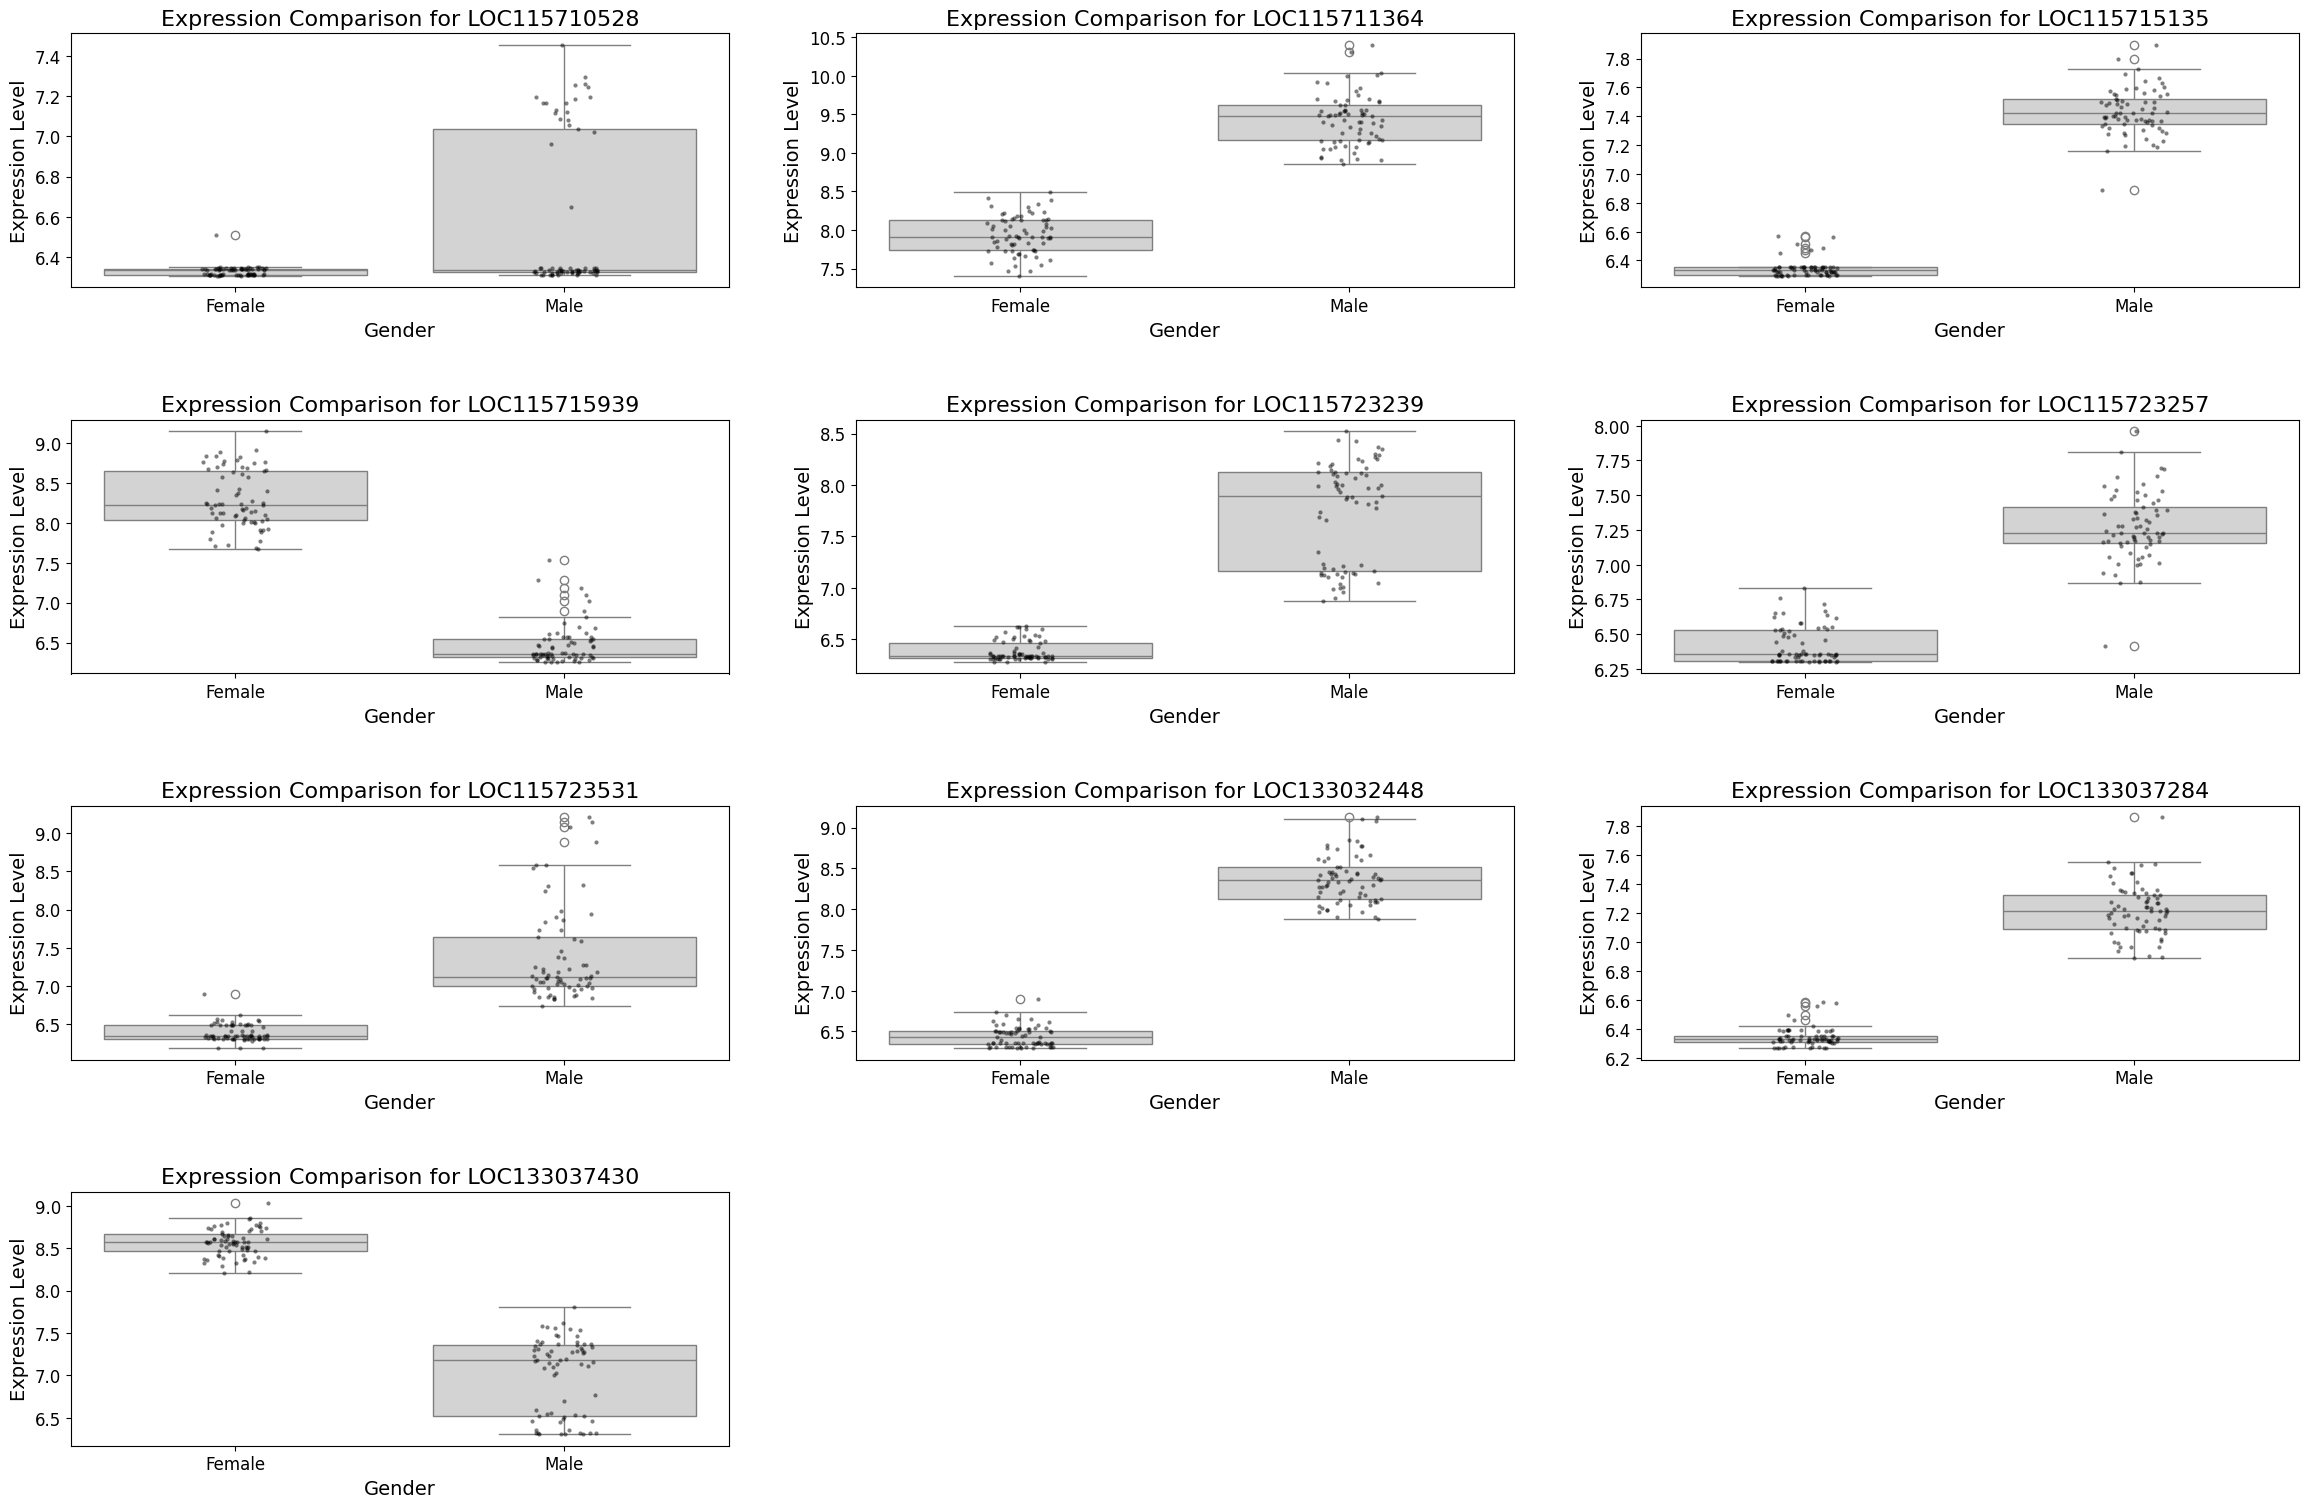 Expression Comparison for LOC115710528
Expression Level
7.4
7.2
7.0
6.8
6.6
6.4
Female
Male
Gender
Expression Comparison for LOC115711364
Expression Level
10.5
10.0
9.5
9.0
8.5
8.0
7.5
Female
Male
Gender
Expression Comparison for LOC115715135
Expression Level
7.8
7.6
7.4
7.2
7.0
6.8
6.6
6.4
Female
Male
Gender
Expression Comparison for LOC115715939
Expression Level
9.0
8.5
8.0
7.5
7.0
6.5
Female
Male
Gender
Expression Comparison for LOC115723239
Expression Level
8.5
8.0
7.5
7.0
6.5
Female
Male
Gender
Expression Comparison for LOC115723257
Expression Level
8.00
7.75
7.50
7.25
7.00
6.75
6.50
6.25
Female
Male
Gender
Expression Comparison for LOC115723531
Expression Level
9.0
8.5
8.0
7.5
7.0
6.5
Female
Male
Gender
Expression Comparison for LOC133032448
Expression Level
9.0
8.5
8.0
7.5
7.0
6.5
Female
Male
Gender
Expression Comparison for LOC133037284
Expression Level
7.8
7.6
7.4
7.2
7.0
6.8
6.6
6.4
6.2
Female
Male
Gender
Expression Comparison for LOC133037430
Expression Level
9.0
8.5
8.0
7.5
7.0
6.5
Female
Male
Gender